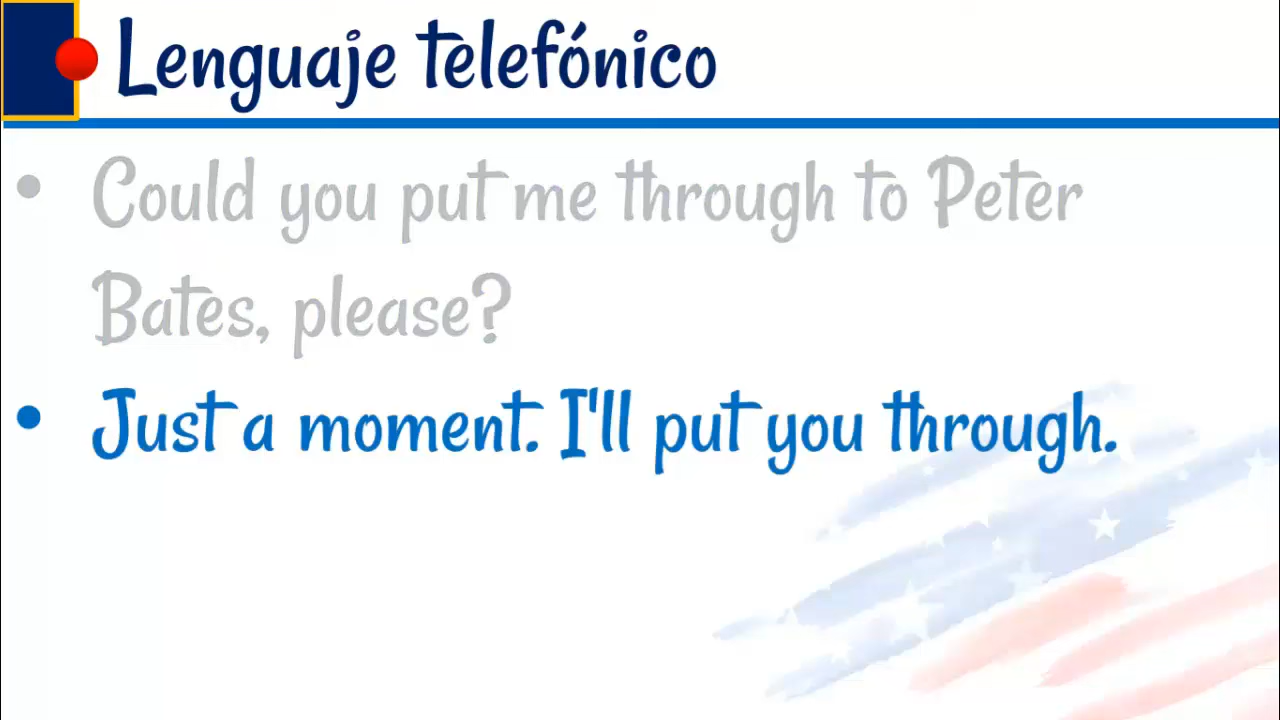 Lenguaje telefónico
• Could you put me through to Peter
Bates, please?
• Just a moment. I'll put you through.